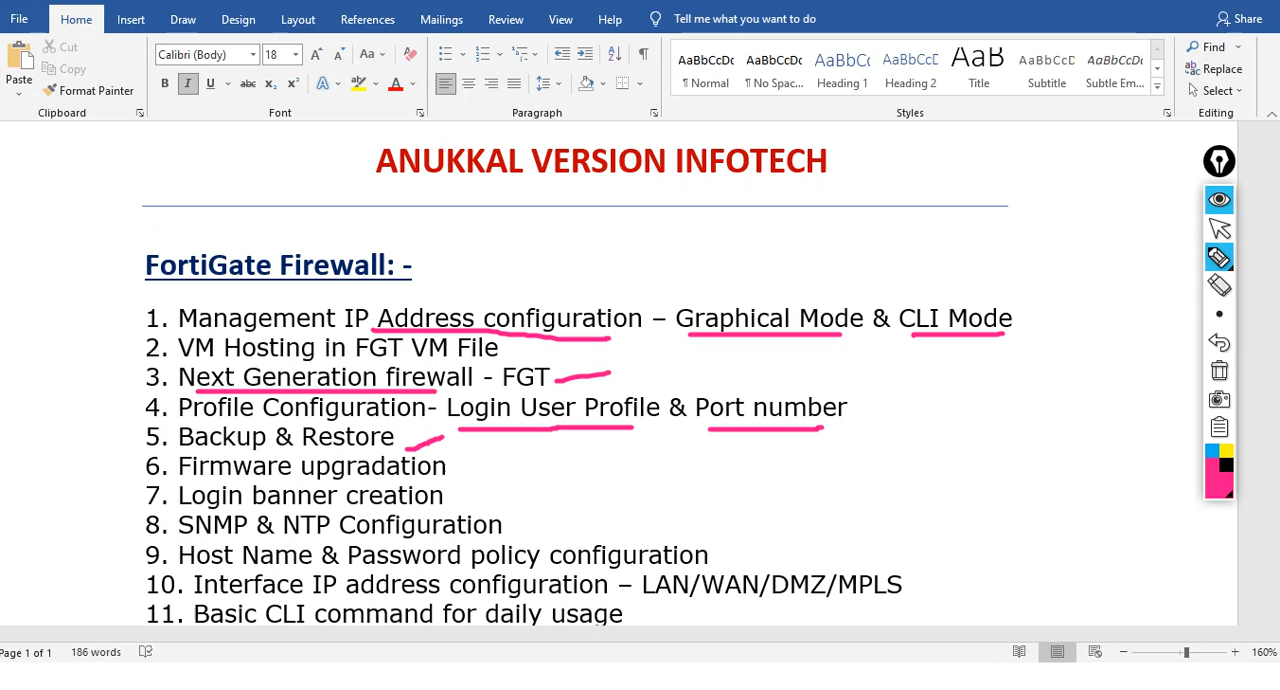 File Home Insert Draw Design Layout References Mailings Review View Help Tell me what you want to do Share
Cut
Copy
Paste
Format Painter
Clipboard
Calibri (Body) 18
Aa
B I U abc X₂ X² A A
Font
Paragraph
AaBbCcDc AaBbCcDc AaBbCc AaBbCcC AaB AaBbCcD AaBbCcDc
¶ Normal ¶ No Spac... Heading 1 Heading 2 Title Subtitle Subtle Em...
Styles
Find
Replace
Select
Editing
ANUKKAL VERSION INFOTECH
FortiGate Firewall: -
1. Management IP Address configuration – Graphical Mode & CLI Mode
2. VM Hosting in FGT VM File
3. Next Generation firewall - FGT
4. Profile Configuration- Login User Profile & Port number
5. Backup & Restore
6. Firmware upgradation
7. Login banner creation
8. SNMP & NTP Configuration
9. Host Name & Password policy configuration
10. Interface IP address configuration – LAN/WAN/DMZ/MPLS
11. Basic CLI command for daily usage
Page 1 of 1 186 words 160%